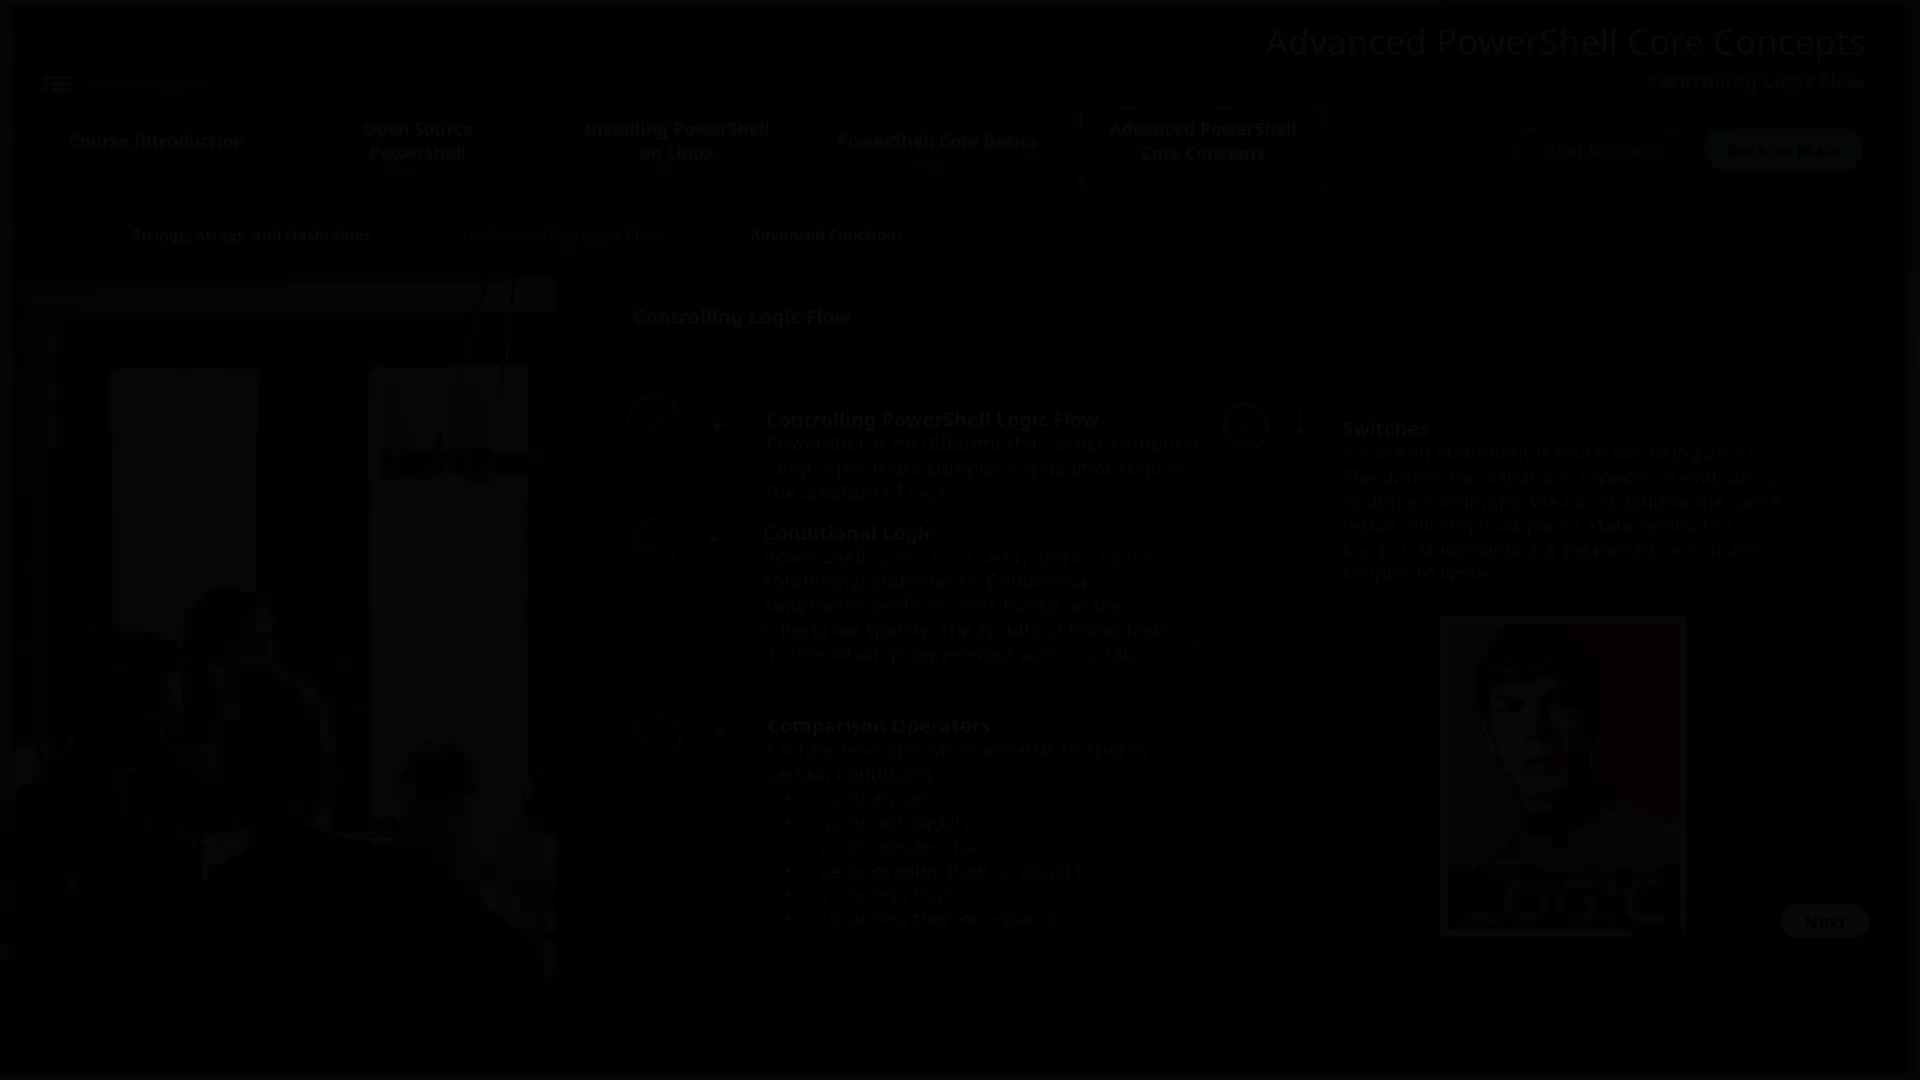 Advanced PowerShell Core Concepts
Course Navigation
Controlling Logic Flow
Course Introduction
Open Source
PowerShell
Installing PowerShell
on Linux
PowerShell Core Basics
Advanced PowerShell
Core Concepts
Back to Main
Strings, Arrays, and Hashtables
Understanding Logic Flow
Advanced Functions
Controlling Logic Flow
Controlling PowerShell Logic Flow
PowerShell is no different than other computer
languages; more complex capabilities require
the addition of logic
Conditional Logic
PowerShell uses if, elseif, and else for
conditional statements. Conditional
statements perform tests based on the
criteria we specify. The results of those tests
dictate which programmed action to take
Comparison Operators
Comparison operators allow us to specify
certain conditions
or equals
ne or not equals
or greater than
ge or greater than or equal to
or less than
le or less than or equal to
Switches
A switch statement is much like using an if.
The difference is that it is capable of evaluating
multiple conditions. We could achieve the same
result utilizing multiple if statements, but
switch statements are cleaner to look at and
simpler to work
LOGIC
Next